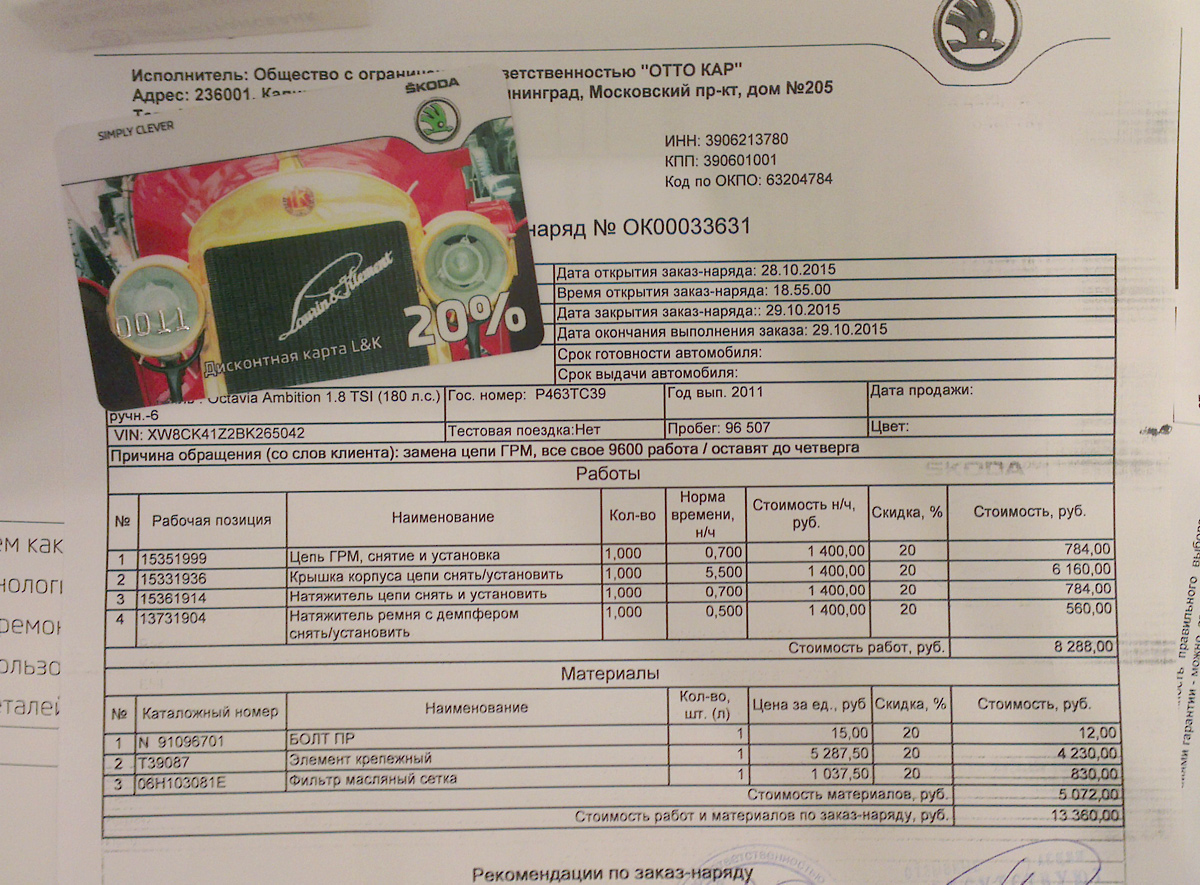 Исполнитель: Общество с ограничен ветственностью "ОТТО КАР"
Адрес: 236001, нинград, Московский пр-кт, дом №205
SIMPLY CLEVER
ŠKODA
ИНН: 3906213780
КПП: 390601001
Код по ОКПО: 63204784
наряд № ОК00033631
Laurin & Klement
0011
20%
Дисконтная карта L&K
Дата открытия заказ-наряда: 28.10.2015
Время открытия заказ-наряда: 18.55.00
Дата закрытия заказ-наряда:: 29.10.2015
Дата окончания выполнения заказа: 29.10.2015
Срок готовности автомобиля:
Срок выдачи автомобиля:
: Octavia Ambition 1.8 TSI (180 л.с.) ручн.-6 Гос. номер: Р463ТС39 Год вып. 2011 Дата продажи:
VIN: XW8CK41Z2BK265042 Тестовая поездка:Нет Пробег: 96 507 Цвет:
Причина обращения (со слов клиента): замена цепи ГРМ, все свое 9600 работа / оставят до четверга
Работы
№ Рабочая позиция Наименование Кол-во Норма времени, н/ч Стоимость н/ч, руб. Скидка, % Стоимость, руб.
1 15351999 Цепь ГРМ, снятие и установка 1,000 0,700 1 400,00 20 784,00
2 15331936 Крышка корпуса цепи снять/установить 1,000 5,500 1 400,00 20 6 160,00
3 15361914 Натяжитель цепи снять и установить 1,000 0,700 1 400,00 20 784,00
4 13731904 Натяжитель ремня с демпфером снять/установить 1,000 0,500 1 400,00 20 560,00
Стоимость работ, руб. 8 288,00
Материалы
№ Каталожный номер Наименование Кол-во, шт. (л) Цена за ед., руб Скидка, % Стоимость, руб.
1 N 91096701 БОЛТ ПР 1 15,00 20 12,00
2 T39087 Элемент крепежный 1 5 287,50 20 4 230,00
3 06H103081E Фильтр масляный сетка 1 1 037,50 20 830,00
Стоимость материалов, руб. 5 072,00
Стоимость работ и материалов по заказ-наряду, руб. 13 360,00
Рекомендации по заказ-наряду
ем как
нологі
ремон
ользо
еталей